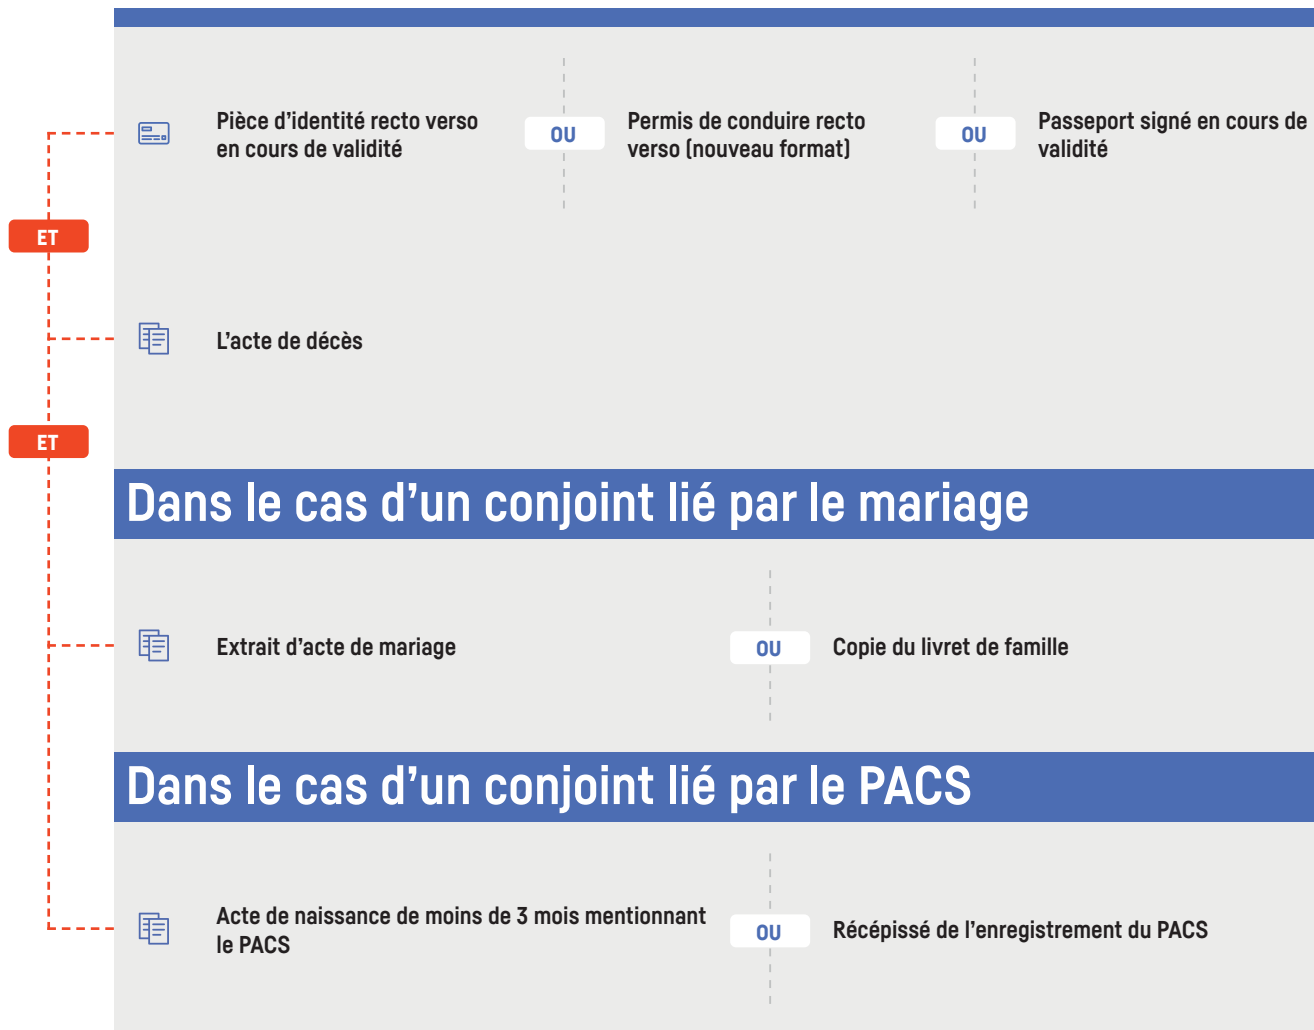 Pièce d'identité recto verso
en cours de validité
OU
Permis de conduire recto
verso (nouveau format)
OU
Passeport signé en cours de
validité
ET
L'acte de décès
ET
Dans le cas d'un conjoint lié par le mariage
Extrait d'acte de mariage
OU
Copie du livret de famille
Dans le cas d'un conjoint lié par le PACS
Acte de naissance de moins de 3 mois mentionnant
le PACS
OU
Récépissé de l'enregistrement du PACS